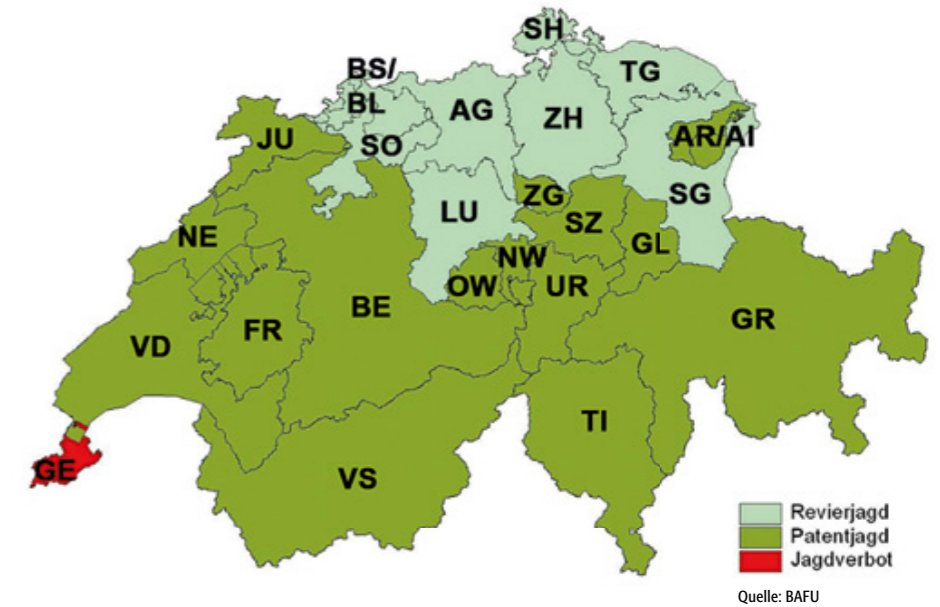 SH
TG
BS/
BL
AG
ZH
JU
SO
AR/AI
ZG
SG
LU
SZ
NE
GL
NW
OW
UR
BE
GR
FR
VD
TI
GE
VS
Revierjagd
Patentjagd
Jagdverbot
Quelle: BAFU